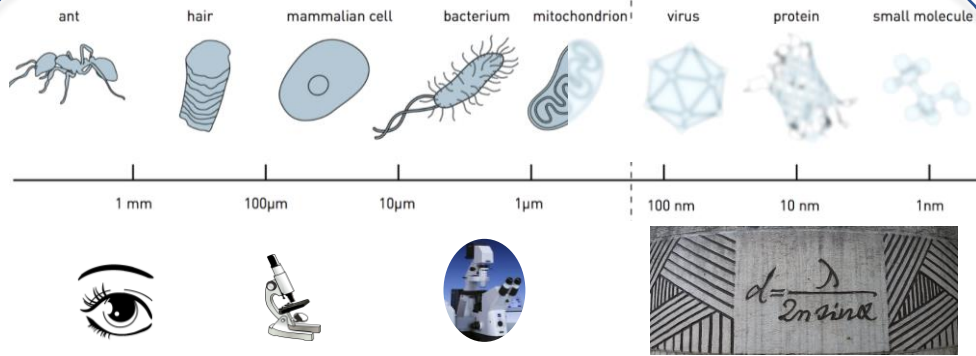 ant hair mammalian cell bacterium mitochondrion virus protein small molecule
1 mm 100μm 10μm 1μm 100 nm 10 nm 1nm
d = λ / 2n sin α